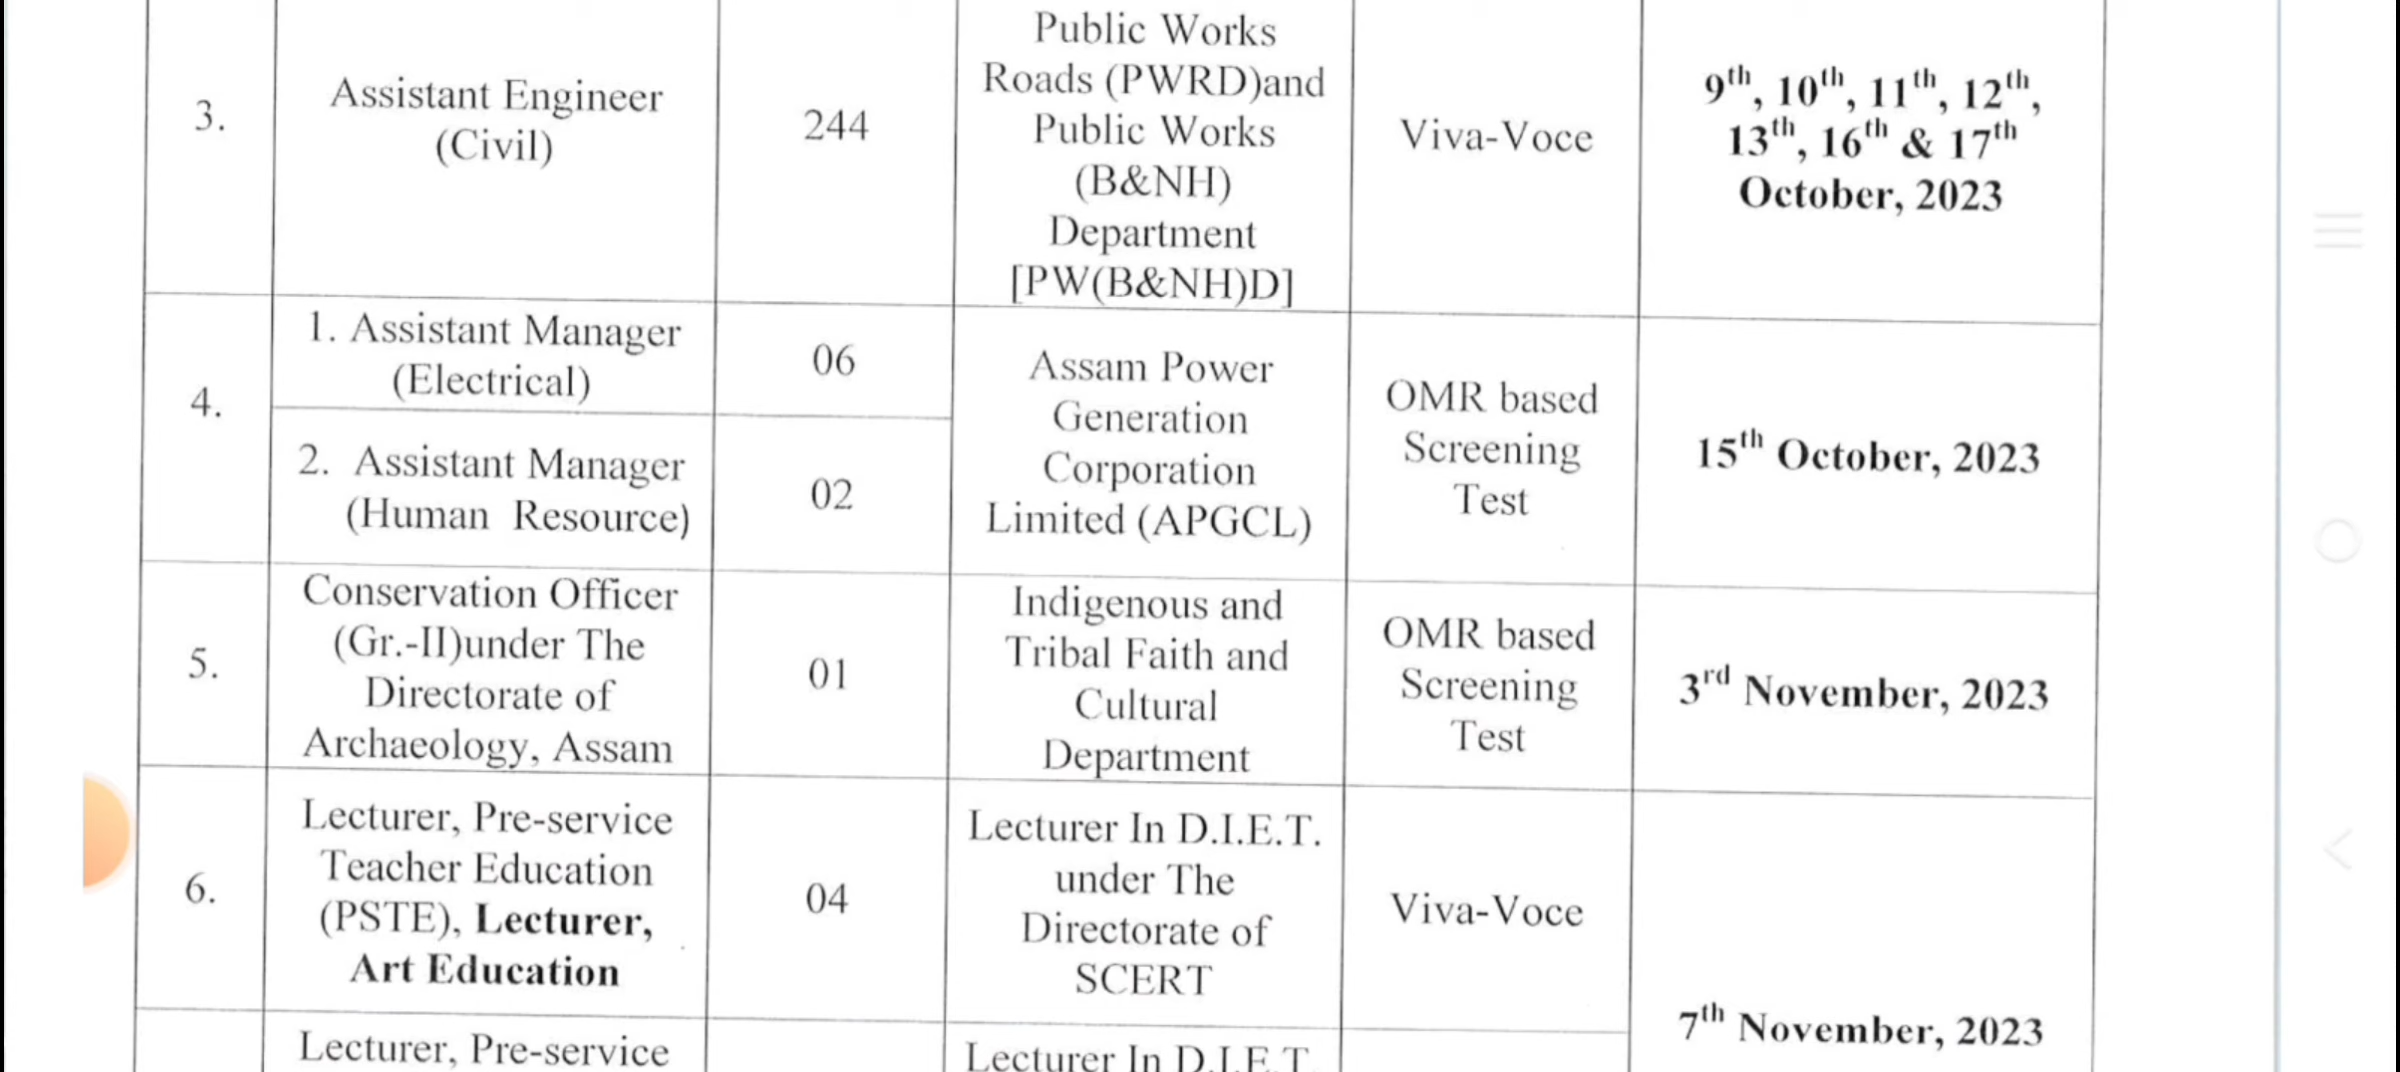 3.
Assistant Engineer
(Civil)
244
Public Works
Roads (PWRD)and
Public Works
(B&NH)
Department
[PW(B&NH)D]
Viva-Voce
9th, 10th, 11th, 12th,
13th, 16th & 17th
October, 2023
4.
1. Assistant Manager
(Electrical)
06
2. Assistant Manager
(Human Resource)
02
Assam Power
Generation
Corporation
Limited (APGCL)
OMR based
Screening
Test
15th October, 2023
5.
Conservation Officer
(Gr.-II)under The
Directorate of
Archaeology, Assam
01
Indigenous and
Tribal Faith and
Cultural
Department
OMR based
Screening
Test
3rd November, 2023
6.
Lecturer, Pre-service
Teacher Education
(PSTE), Lecturer,
Art Education
04
Lecturer In D.I.E.T.
under The
Directorate of
SCERT
Viva-Voce
7th November, 2023
Lecturer, Pre-service
Lecturer In D.I.E.T.